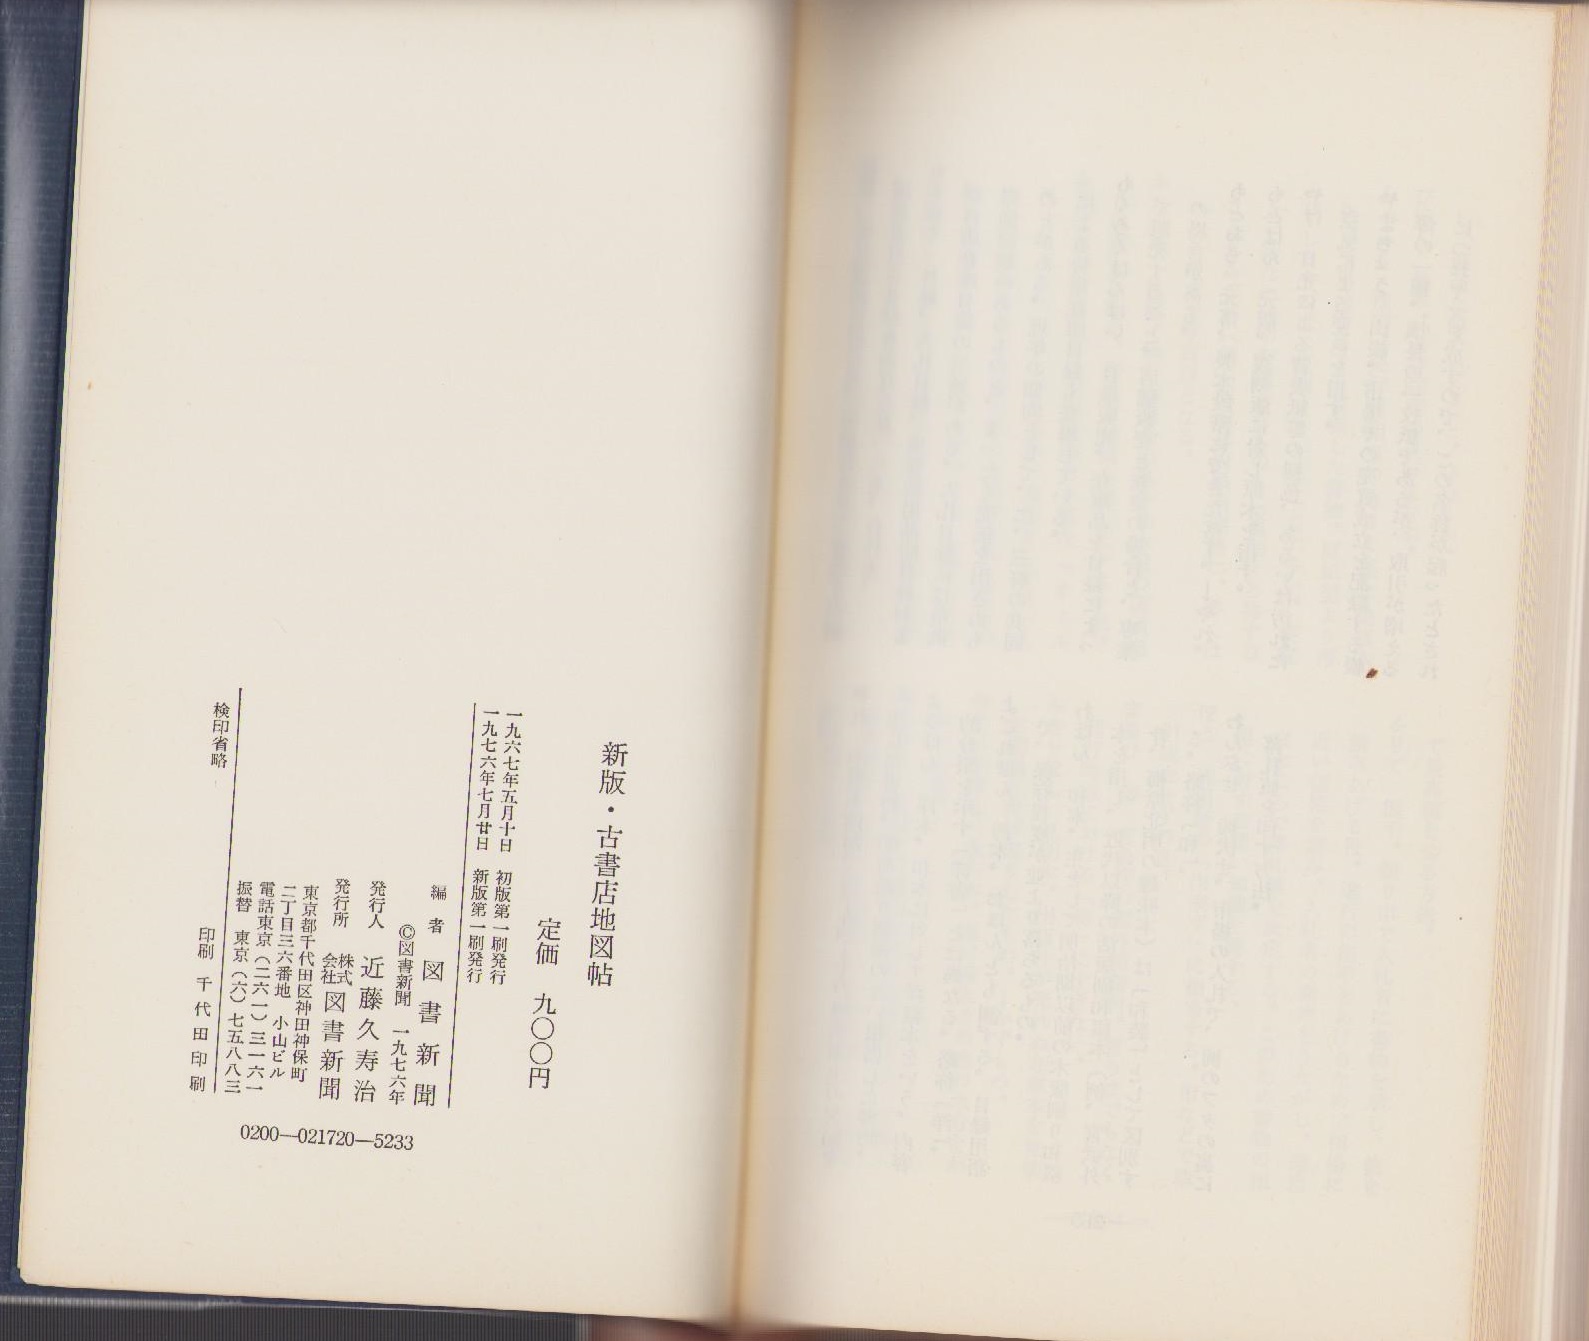 新版・古書店地図帖
定価 九〇〇円
一九六七年五月十日 初版第一刷発行
一九七六年七月廿日 新版第一刷発行
編者 図書新聞
©図書新聞 一九七六年
発行人 近藤久寿治
発行所 株式会社図書新聞
東京都千代田区神田神保町
二丁目三六番地 小山ビル
電話東京(二六一)三一六一
振替 東京(六)七五八八三
検印省略
印刷 千代田印刷
0200—021720—5233